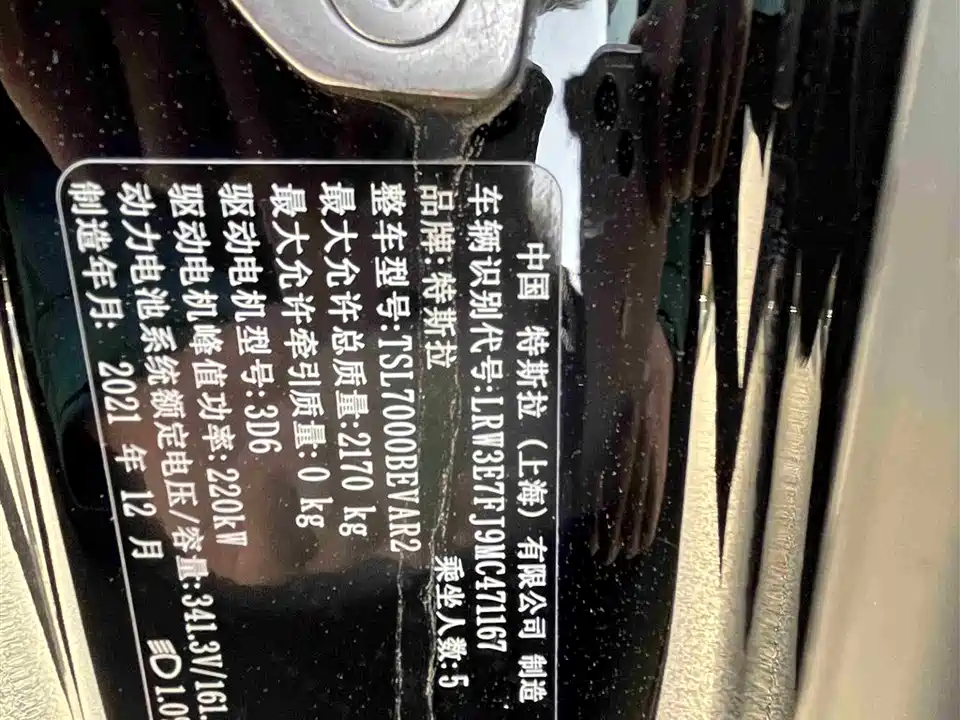 中国 特斯拉（上海）有限公司 制造
车辆识别代号:LRW3E7FJ9MC471167
品牌:特斯拉 乘坐人数:5
整车型号:TSL7000BEVAR2
最大允许总质量:2170 kg
最大允许牵引质量: 0 kg
驱动电机型号:3D6
驱动电机峰值功率:220kW
动力电池系统额定电压/容量:341.3V/161.
制造年月: 2021 年 12 月 1.0